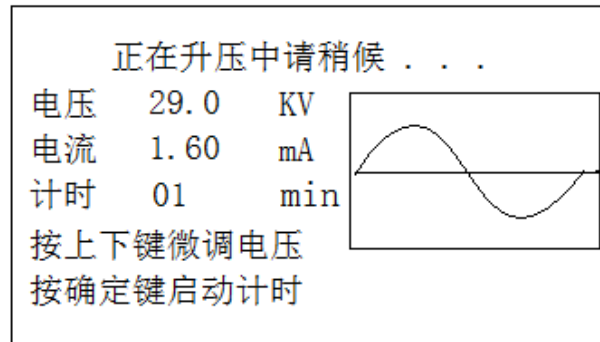 正在升压中请稍候 . . .
电压 29.0 KV
电流 1.60 mA
计时 01 min
按上下键微调电压
按确定键启动计时